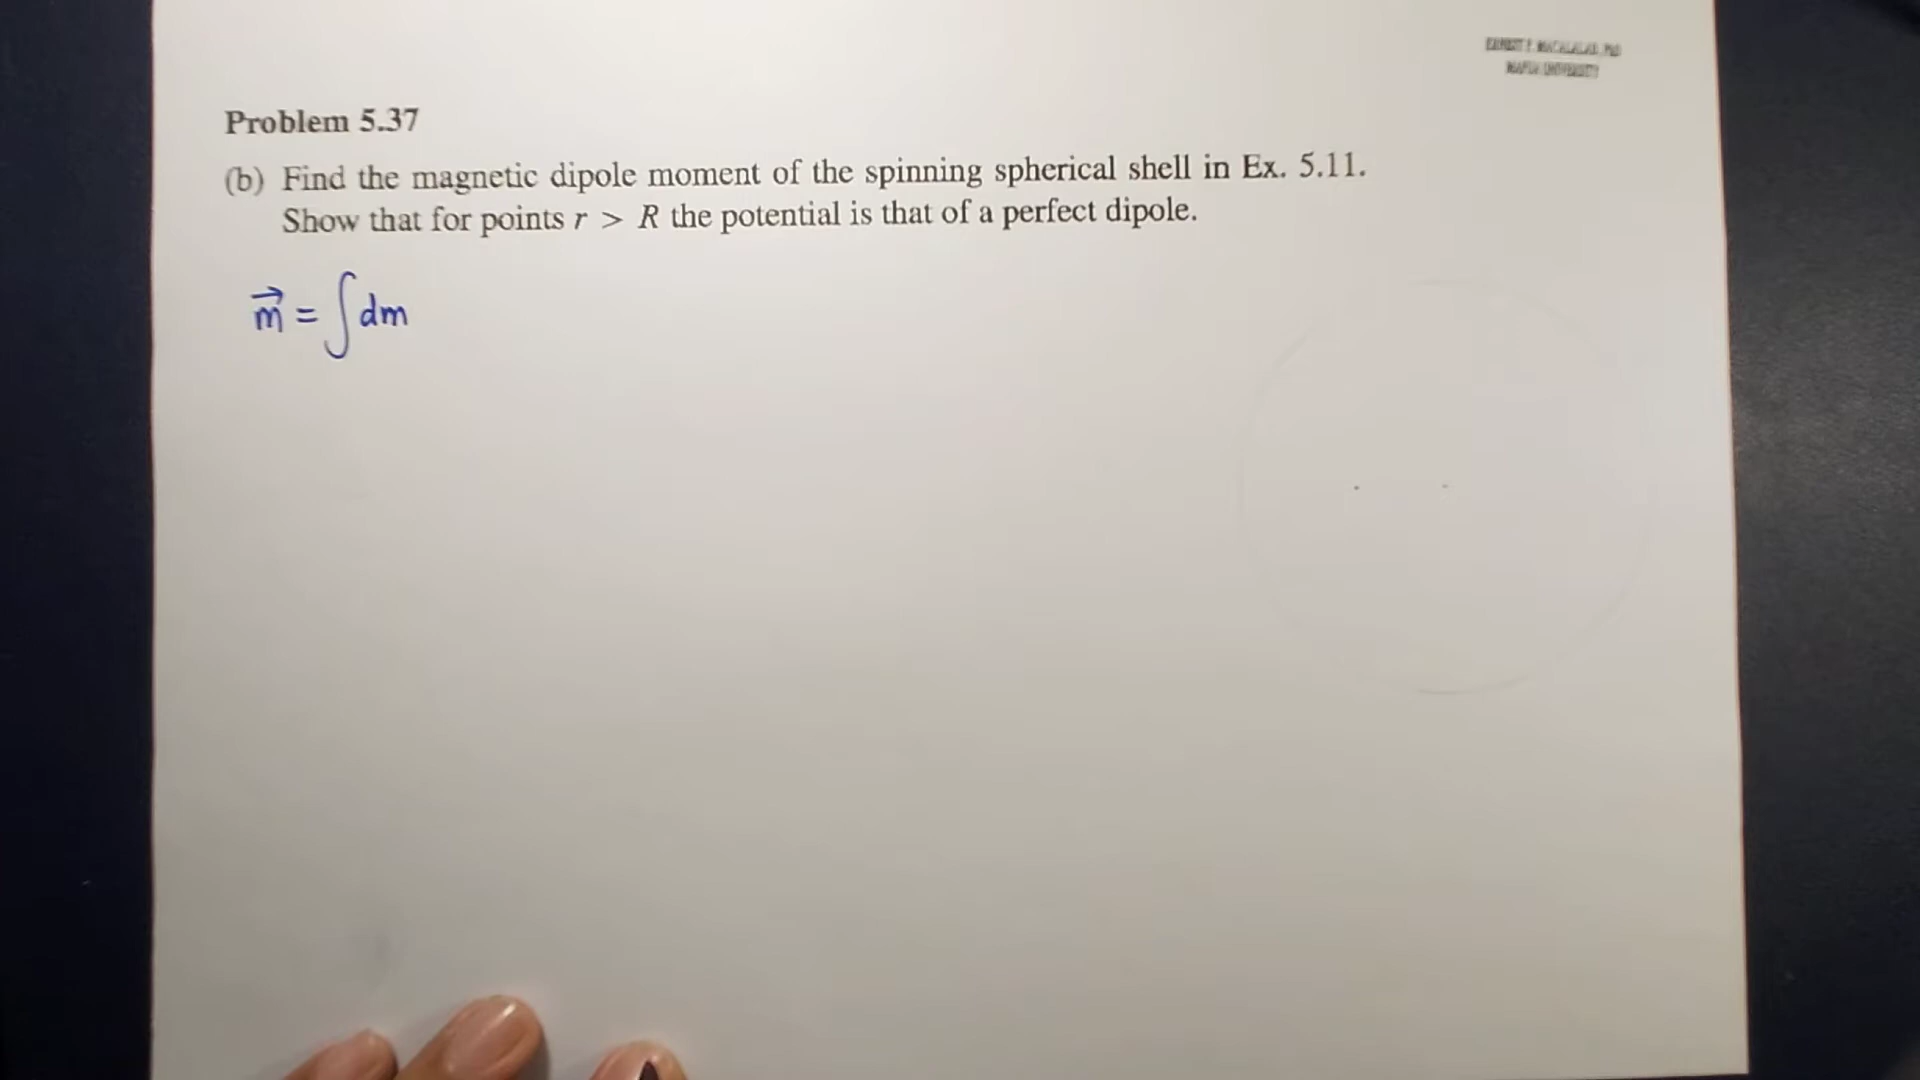 Problem 5.37
(b) Find the magnetic dipole moment of the spinning spherical shell in Ex. 5.11.
Show that for points r > R the potential is that of a perfect dipole.
m⃗ = ∫ dm